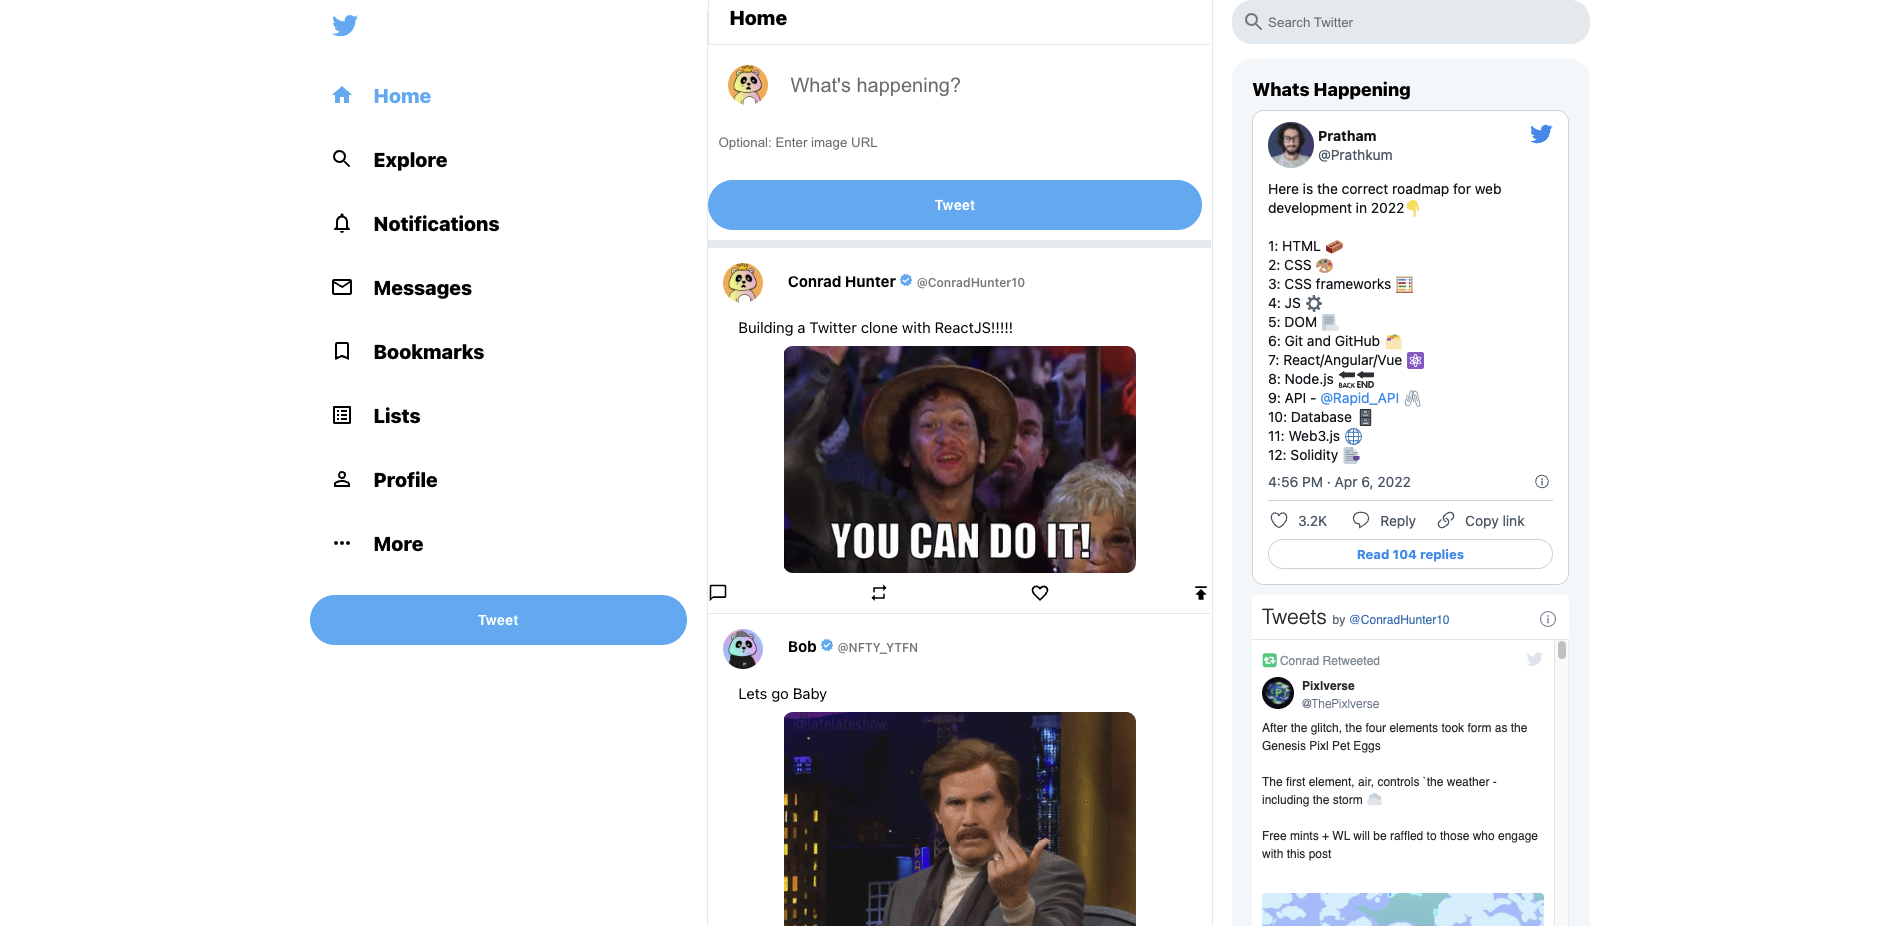 Home
Explore
Notifications
Messages
Bookmarks
Lists
Profile
More
Tweet
Home
What's happening?
Optional: Enter image URL
Tweet
Conrad Hunter @ConradHunter10
Building a Twitter clone with ReactJS!!!!!
YOU CAN DO IT!
Bob @NFTY_YTFN
Lets go Baby
@latelateshow
Search Twitter
Whats Happening
Pratham
@Prathkum
Here is the correct roadmap for web
development in 2022👇
1: HTML
2: CSS
3: CSS frameworks
4: JS
5: DOM
6: Git and GitHub
7: React/Angular/Vue
8: Node.js BACK END
9: API - @Rapid_API
10: Database
11: Web3.js
12: Solidity
4:56 PM · Apr 6, 2022
3.2K Reply Copy link
Read 104 replies
Tweets by @ConradHunter10
Conrad Retweeted
Pixlverse
@ThePixlverse
After the glitch, the four elements took form as the
Genesis Pixl Pet Eggs
The first element, air, controls `the weather -
including the storm
Free mints + WL will be raffled to those who engage
with this post